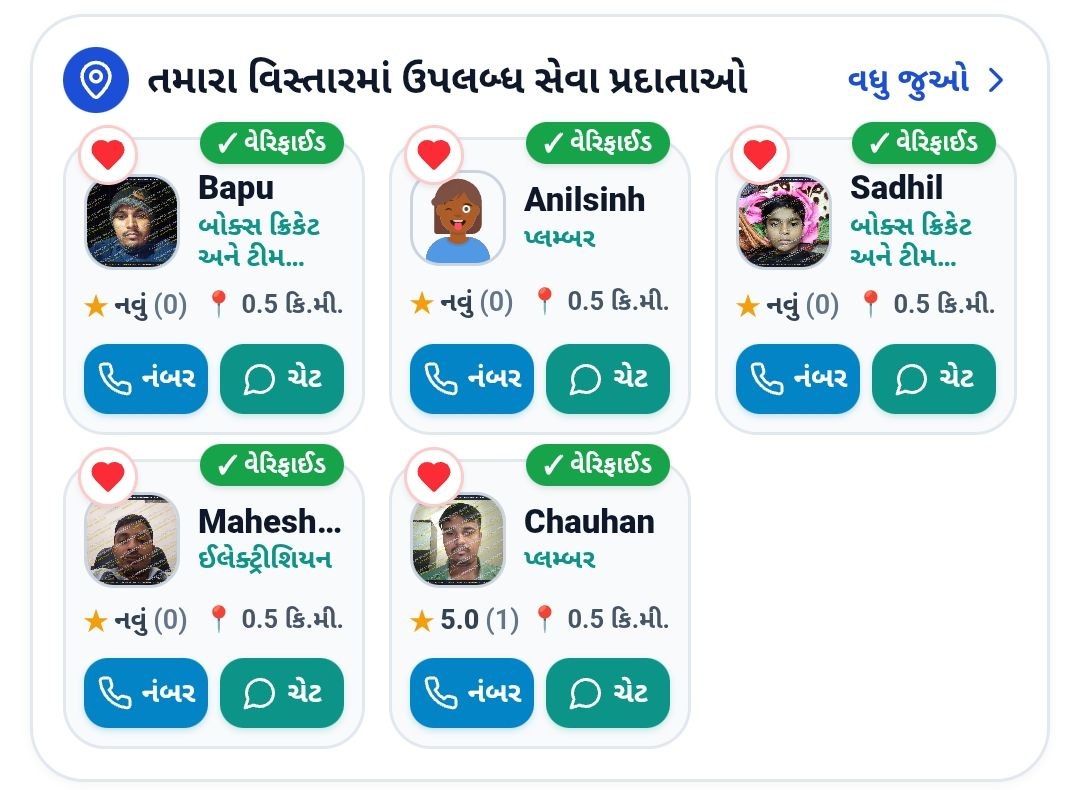 તમારા વિસ્તારમાં ઉપલબ્ધ સેવા પ્રદાતાઓ
વધુ જુઓ
✓ વેરિફાઈડ
Bapu
બોક્સ ક્રિકેટ
અને ટીમ...
★ નવું (0) 0.5 કિ.મી.
નંબર ચેટ
✓ વેરિફાઈડ
Anilsinh
પ્લમ્બર
★ નવું (0) 0.5 કિ.મી.
નંબર ચેટ
✓ વેરિફાઈડ
Sadhil
બોક્સ ક્રિકેટ
અને ટીમ...
★ નવું (0) 0.5 કિ.મી.
નંબર ચેટ
✓ વેરિફાઈડ
Mahesh...
ઈલેક્ટ્રીશિયન
★ નવું (0) 0.5 કિ.મી.
નંબર ચેટ
✓ વેરિફાઈડ
Chauhan
પ્લમ્બર
★ 5.0 (1) 0.5 કિ.મી.
નંબર ચેટ